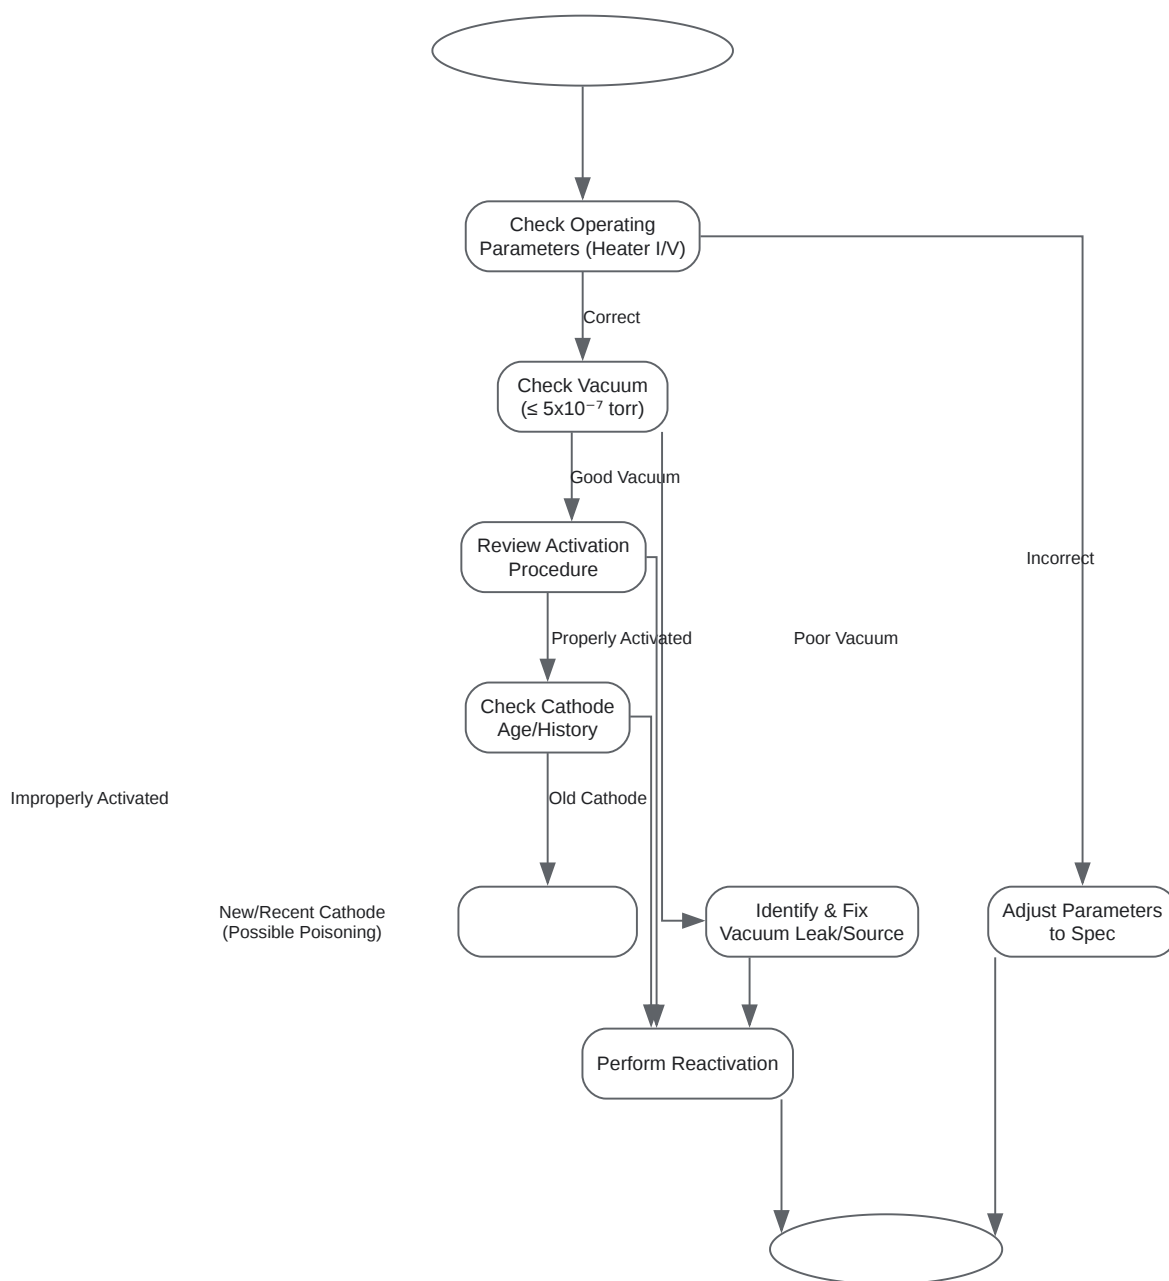 Check Operating
Parameters (Heater I/V)
Correct
Check Vacuum
(≤ 5x10⁻⁷ torr)
Good Vacuum
Review Activation
Procedure
Incorrect
Properly Activated
Poor Vacuum
Check Cathode
Age/History
Improperly Activated
Old Cathode
New/Recent Cathode
(Possible Poisoning)
Identify & Fix
Vacuum Leak/Source
Adjust Parameters
to Spec
Perform Reactivation